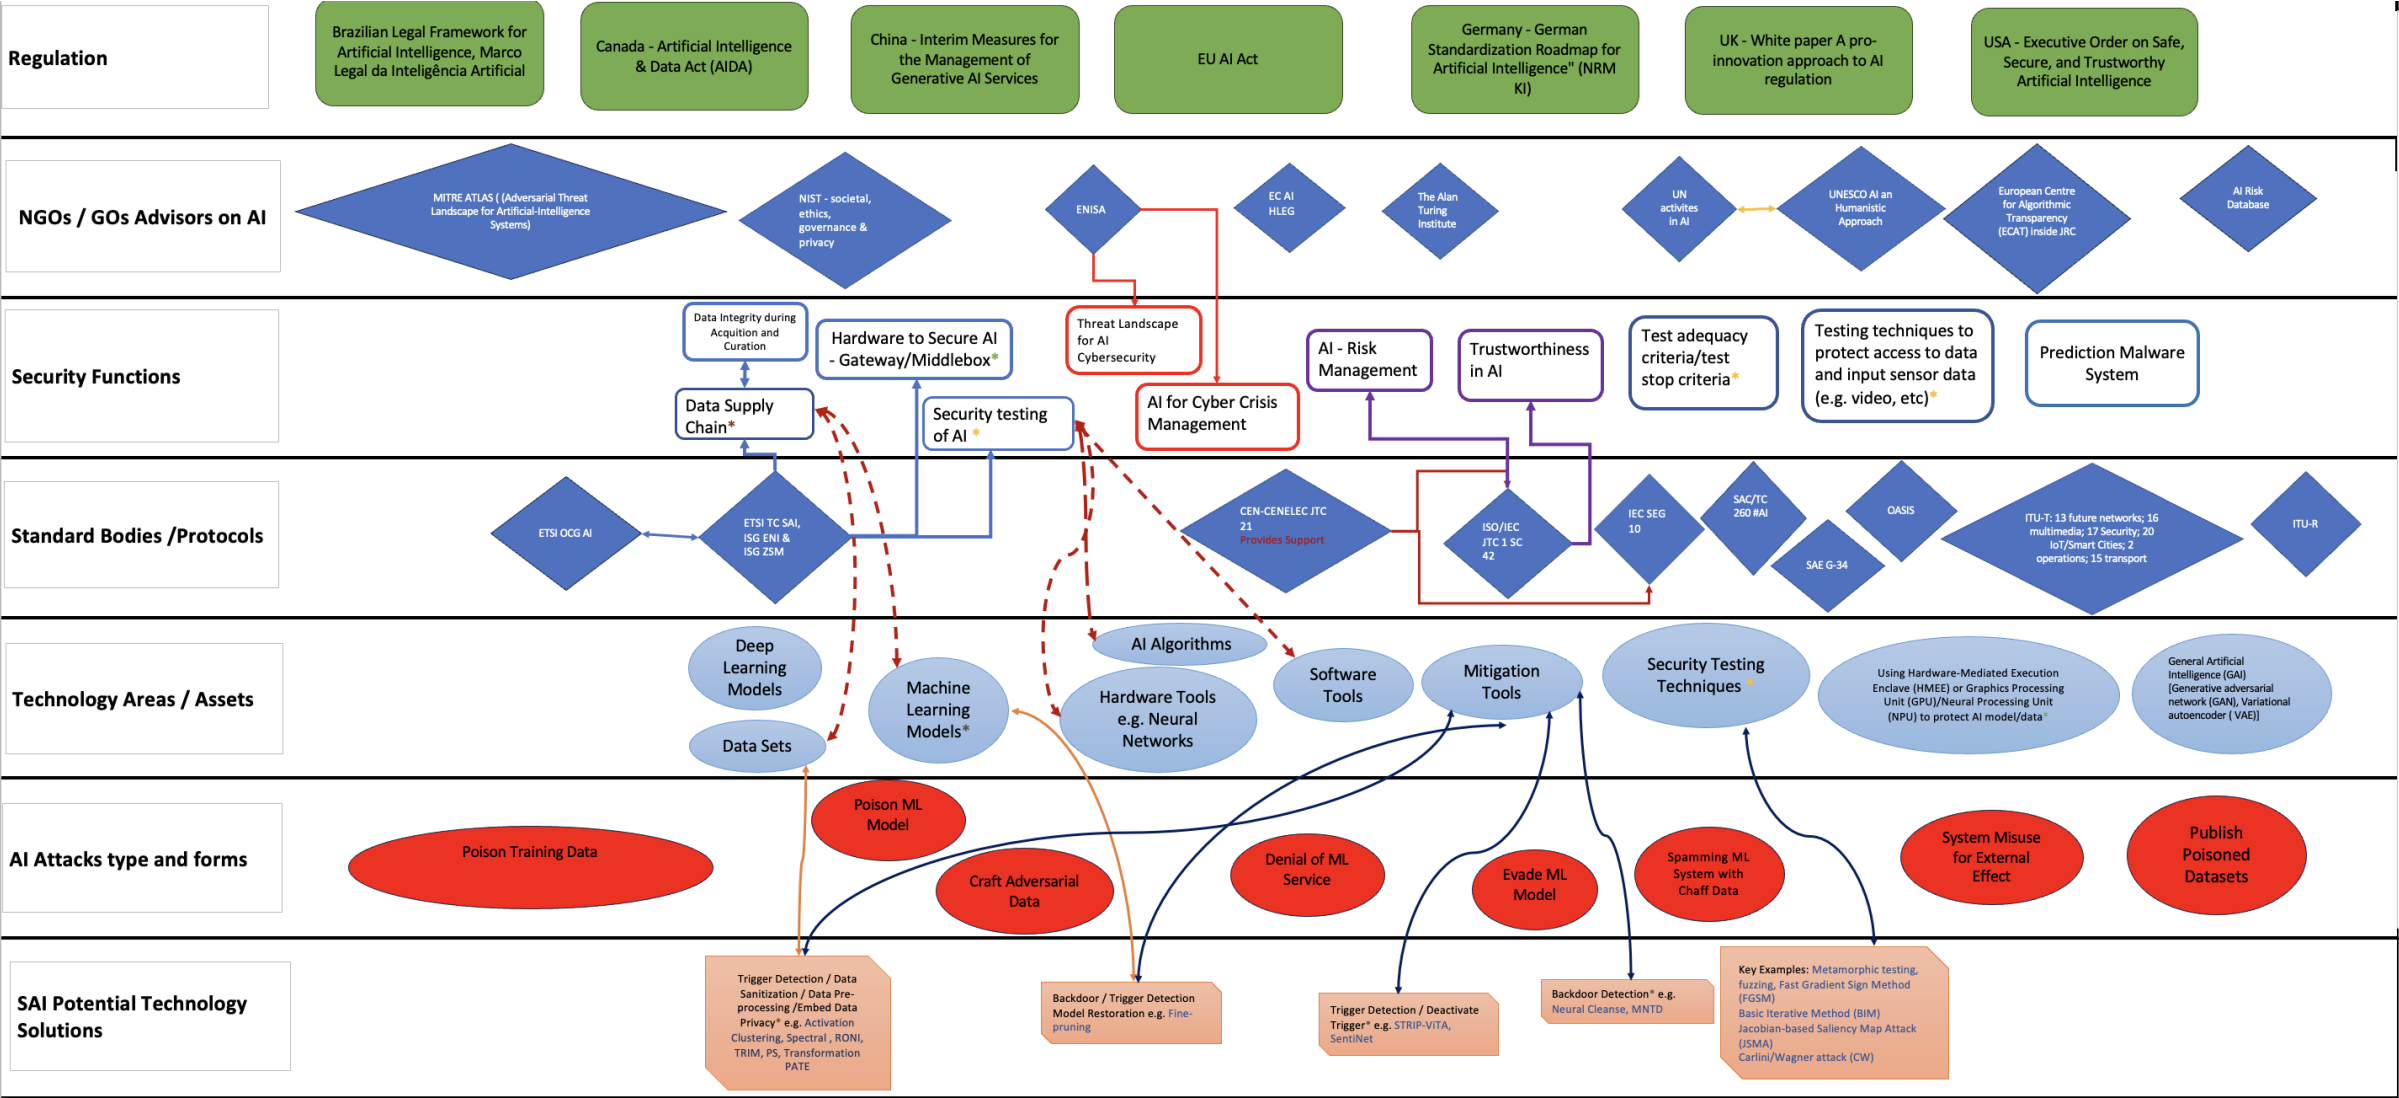 Regulation
Brazilian Legal Framework for
Artificial Intelligence, Marco
Legal da Inteligência Artificial
Canada - Artificial Intelligence
& Data Act (AIDA)
China - Interim Measures for
the Management of
Generative AI Services
EU AI Act
Germany - German
Standardization Roadmap for
Artificial Intelligence" (NRM
KI)
UK - White paper A pro-
innovation approach to AI
regulation
USA - Executive Order on Safe,
Secure, and Trustworthy
Artificial Intelligence
NGOs / GOs Advisors on AI
MITRE ATLAS ( (Adversarial Threat
Landscape for Artificial-Intelligence
Systems)
NIST - societal,
ethics,
governance &
privacy
ENISA
EC AI
HLEG
The Alan
Turing
Institute
UN
activites
in AI
UNESCO AI an
Humanistic
Approach
European Centre
for Algorithmic
Transparency
(ECAT) inside JRC
AI Risk
Database
Security Functions
Data Integrity during
Acquition and
Curation
Data Supply
Chain*
Hardware to Secure AI
- Gateway/Middlebox*
Security testing
of AI *
Threat Landscape
for AI
Cybersecurity
AI for Cyber Crisis
Management
AI - Risk
Management
Trustworthiness
in AI
Test adequacy
criteria/test
stop criteria*
Testing techniques to
protect access to data
and input sensor data
(e.g. video, etc)*
Prediction Malware
System
Standard Bodies /Protocols
ETSI OCG AI
ETSI TC SAI,
ISG ENI &
ISG ZSM
CEN-CENELEC JTC
21
Provides Support
ISO/IEC
JTC 1 SC
42
IEC SEG
10
SAC/TC
260 #AI
SAE G-34
OASIS
ITU-T: 13 future networks; 16
multimedia; 17 Security; 20
IoT/Smart Cities; 2
operations; 15 transport
ITU-R
Technology Areas / Assets
Deep
Learning
Models
Data Sets
Machine
Learning
Models*
AI Algorithms
Hardware Tools
e.g. Neural
Networks
Software
Tools
Mitigation
Tools
Security Testing
Techniques *
Using Hardware-Mediated Execution
Enclave (HMEE) or Graphics Processing
Unit (GPU)/Neural Processing Unit
(NPU) to protect AI model/data*
General Artificial
Intelligence (GAI)
[Generative adversarial
network (GAN), Variational
autoencoder ( VAE)]
AI Attacks type and forms
Poison Training Data
Poison ML
Model
Craft Adversarial
Data
Denial of ML
Service
Evade ML
Model
Spamming ML
System with
Chaff Data
System Misuse
for External
Effect
Publish
Poisoned
Datasets
SAI Potential Technology
Solutions
Trigger Detection / Data
Sanitization / Data Pre-
processing /Embed Data
Privacy* e.g. Activation
Clustering, Spectral , RONI,
TRIM, PS, Transformation
PATE
Backdoor / Trigger Detection
Model Restoration e.g. Fine-
pruning
Trigger Detection / Deactivate
Trigger* e.g. STRIP-ViTA,
SentiNet
Backdoor Detection* e.g.
Neural Cleanse, MNTD
Key Examples: Metamorphic testing,
fuzzing, Fast Gradient Sign Method
(FGSM)
Basic Iterative Method (BIM)
Jacobian-based Saliency Map Attack
(JSMA)
Carlini/Wagner attack (CW)